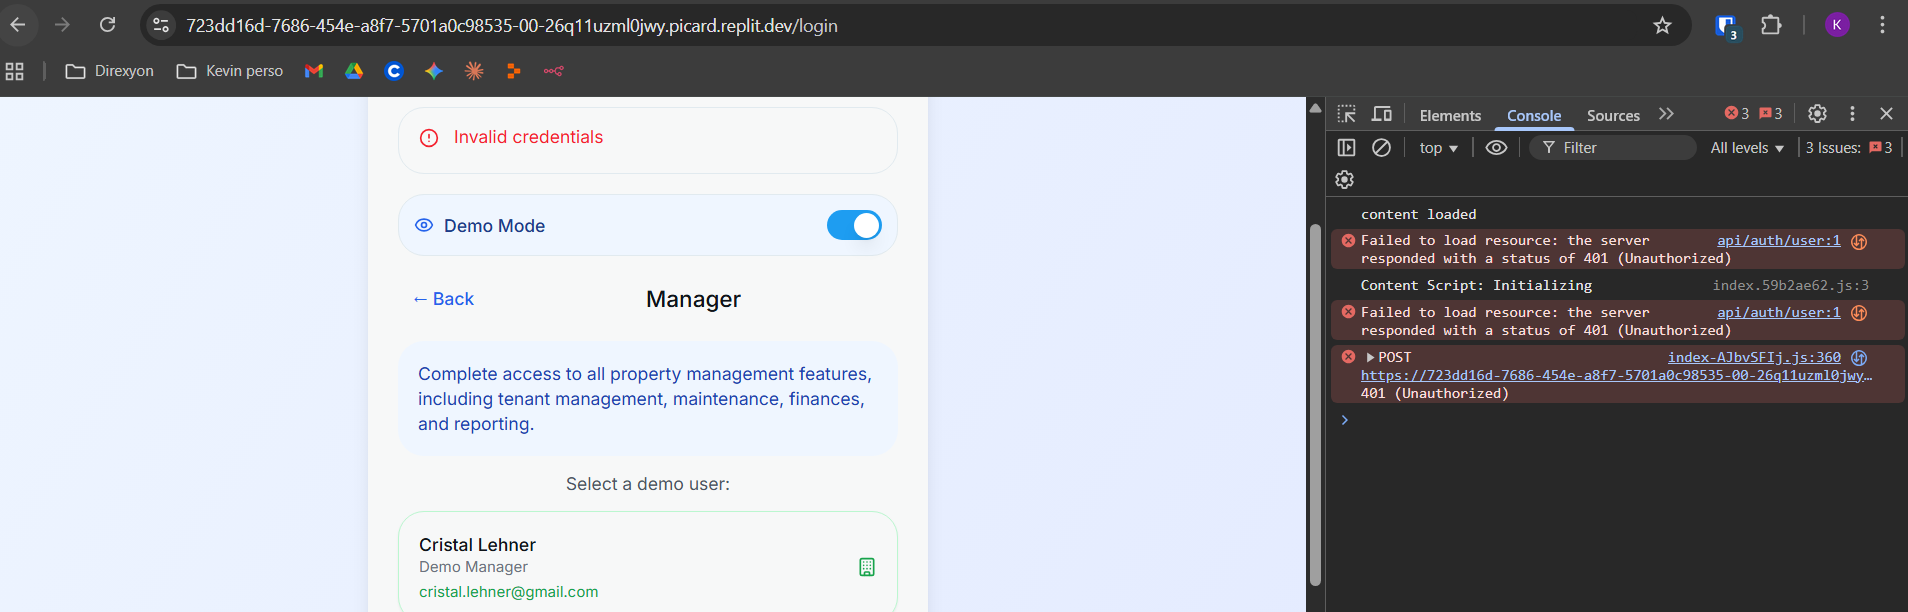 723dd16d-7686-454e-a8f7-5701a0c98535-00-26q11uzml0jwy.picard.replit.dev/login
3
K
Direxyon
Kevin perso
Invalid credentials
Demo Mode
← Back
Manager
Complete access to all property management features,
including tenant management, maintenance, finances,
and reporting.
Select a demo user:
Cristal Lehner
Demo Manager
cristal.lehner@gmail.com
Elements Console Sources 3 3
top Filter All levels 3 Issues: 3
content loaded
Failed to load resource: the server api/auth/user:1
responded with a status of 401 (Unauthorized)
Content Script: Initializing index.59b2ae62.js:3
Failed to load resource: the server api/auth/user:1
responded with a status of 401 (Unauthorized)
POST index-AJbvSFIj.js:360
https://723dd16d-7686-454e-a8f7-5701a0c98535-00-26q11uzml0jwy…
401 (Unauthorized)